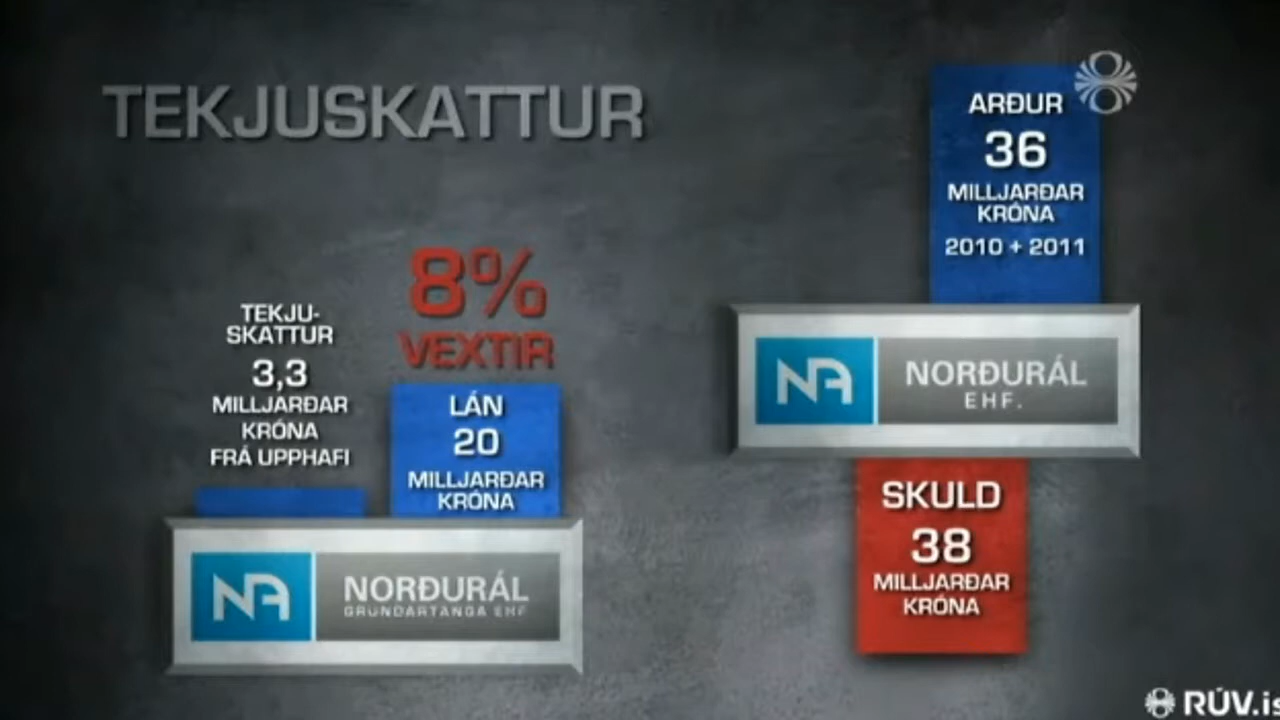 TEKJUSKATTUR
TEKJU-
SKATTUR
3,3
MILLJARÐAR
KRÓNA
FRÁ UPPHAFI
8%
VEXTIR
LÁN
20
MILLJARÐAR
KRÓNA
NA
NORÐURÁL
GRUNDARTANGA EHF
ARÐUR
36
MILLJARÐAR
KRÓNA
2010 + 2011
NA
NORÐURÁL
EHF.
SKULD
38
MILLJARÐAR
KRÓNA
RÚV.is